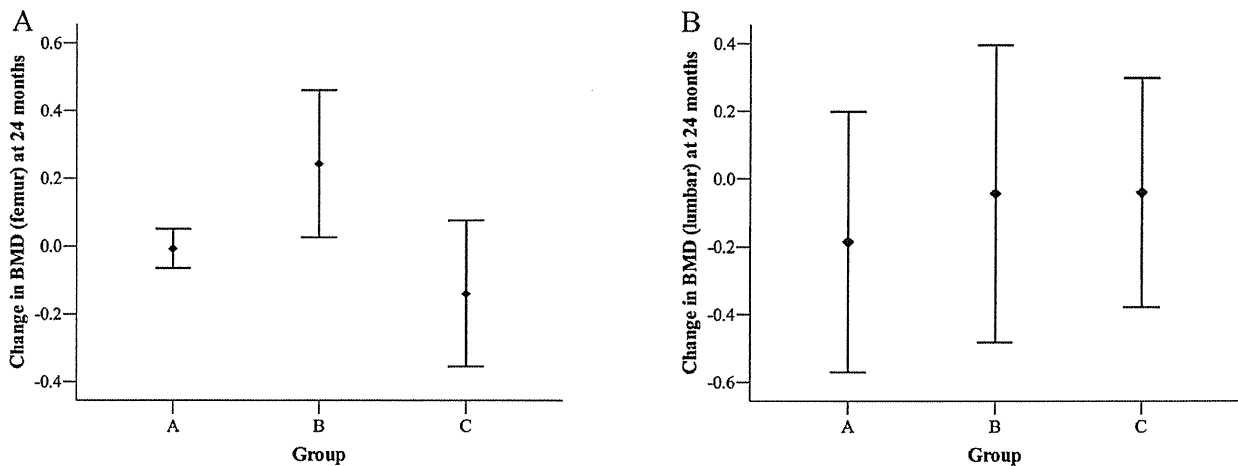 A
Change in BMD (femur) at 24 months
0.6
0.4
0.2
0.0
-0.2
-0.4
A B C
Group
B
Change in BMD (lumbar) at 24 months
0.4
0.2
0.0
-0.2
-0.4
-0.6
A B C
Group